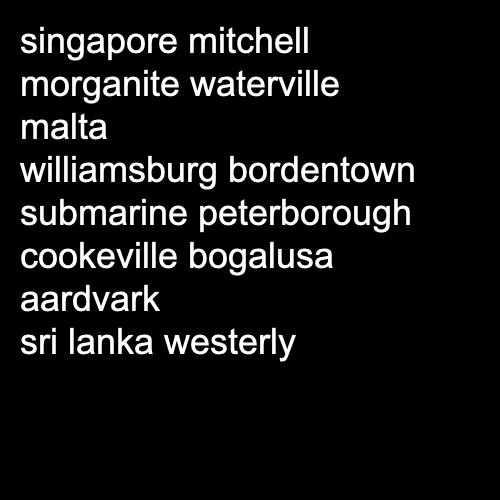 singapore mitchell
morganite waterville
malta
williamsburg bordentown
submarine peterborough
cookeville bogalusa
aardvark
sri lanka westerly